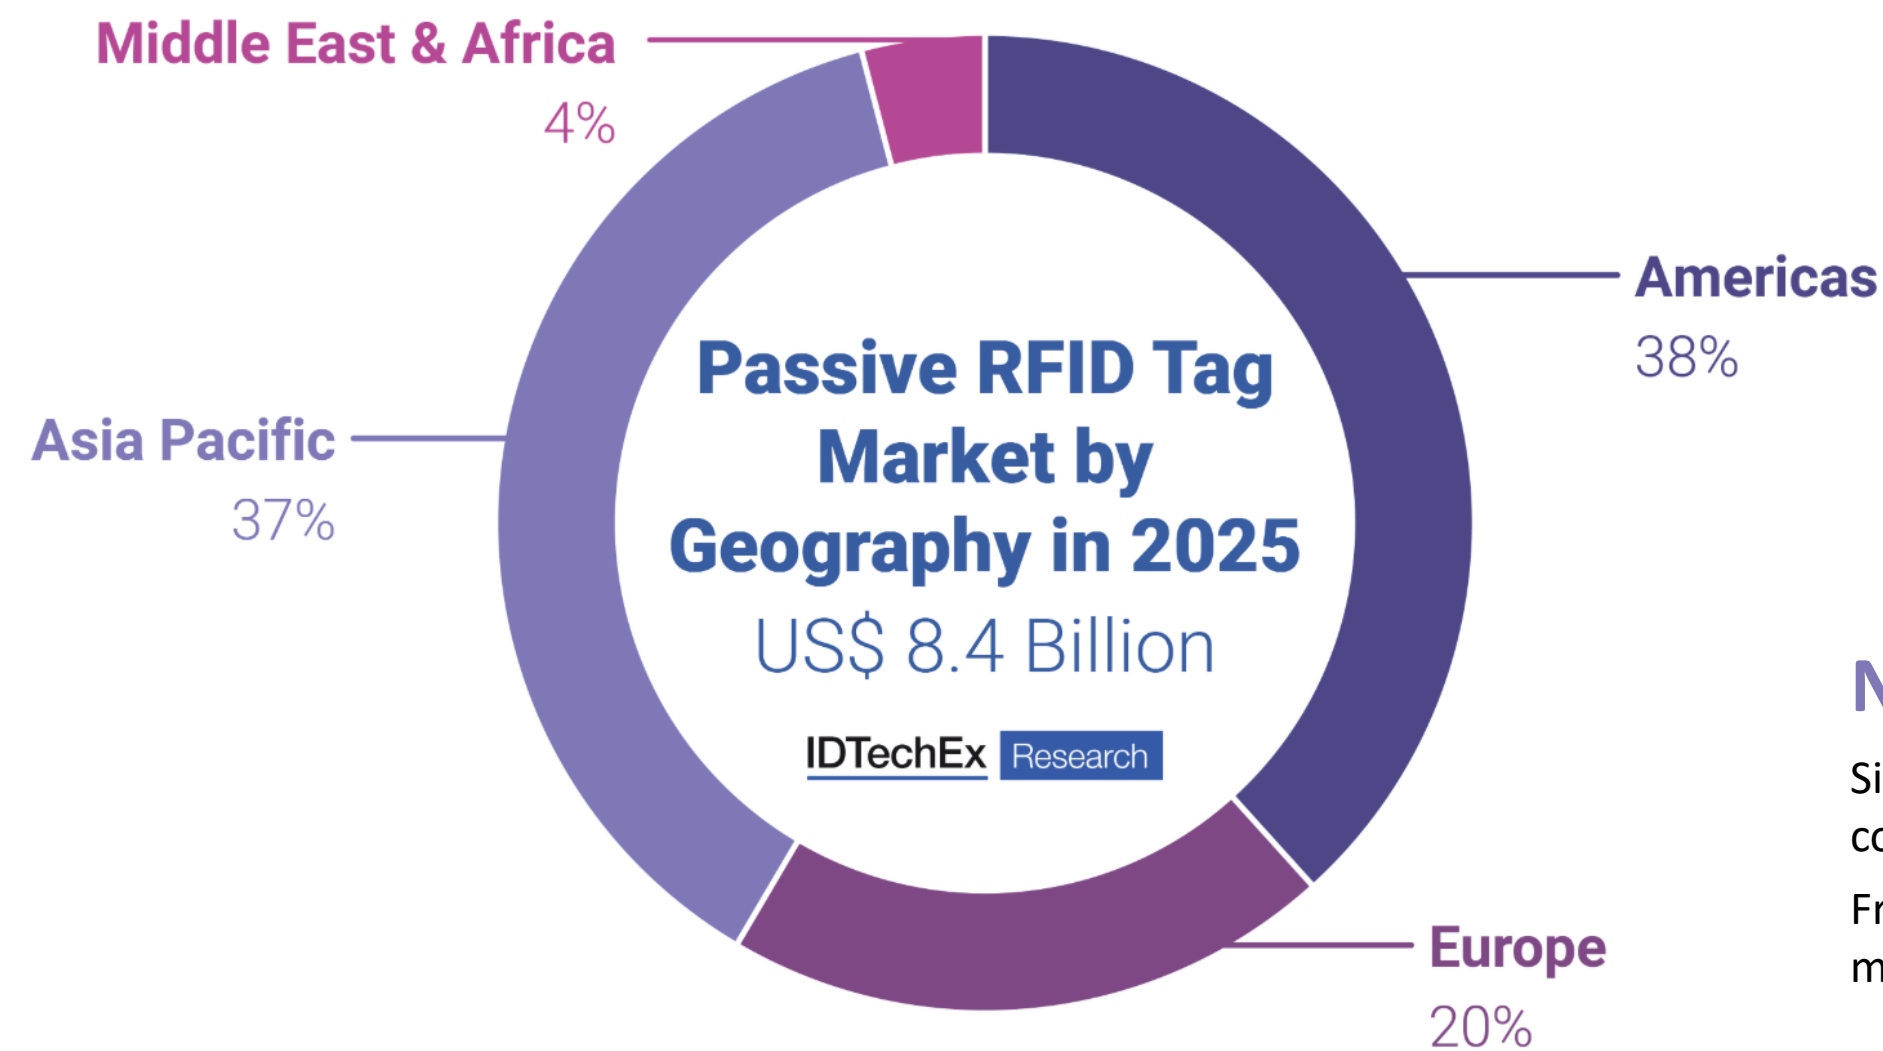 Middle East & Africa
4%
Americas
38%
Asia Pacific
37%
Passive RFID Tag
Market by
Geography in 2025
US$ 8.4 Billion
IDTechEx Research
Europe
20%